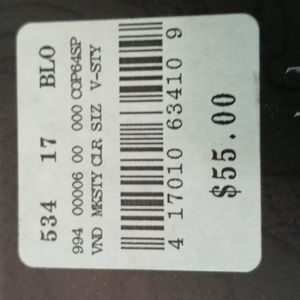 534 17 BLO
994 00006 00 000 COP64SP
VND MKSTY CLR SIZ V-STY
4 17010 63410 9
$55.00